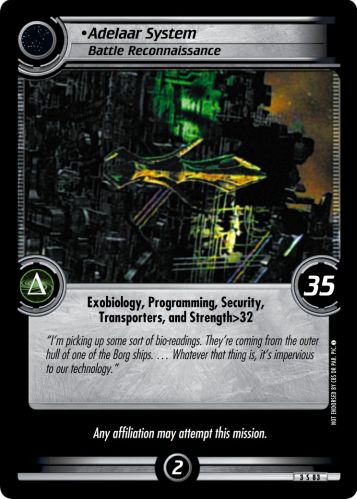 •Adelaar System
Battle Reconnaissance
Δ
35
Exobiology, Programming, Security,
Transporters, and Strength>32
"I'm picking up some sort of bio-readings. They're coming from the outer
hull of one of the Borg ships. … Whatever that thing is, it's impervious
to our technology."
Any affiliation may attempt this mission.
NOT ENDORSED BY CBS OR PAR. PIC.
2
3 S 83